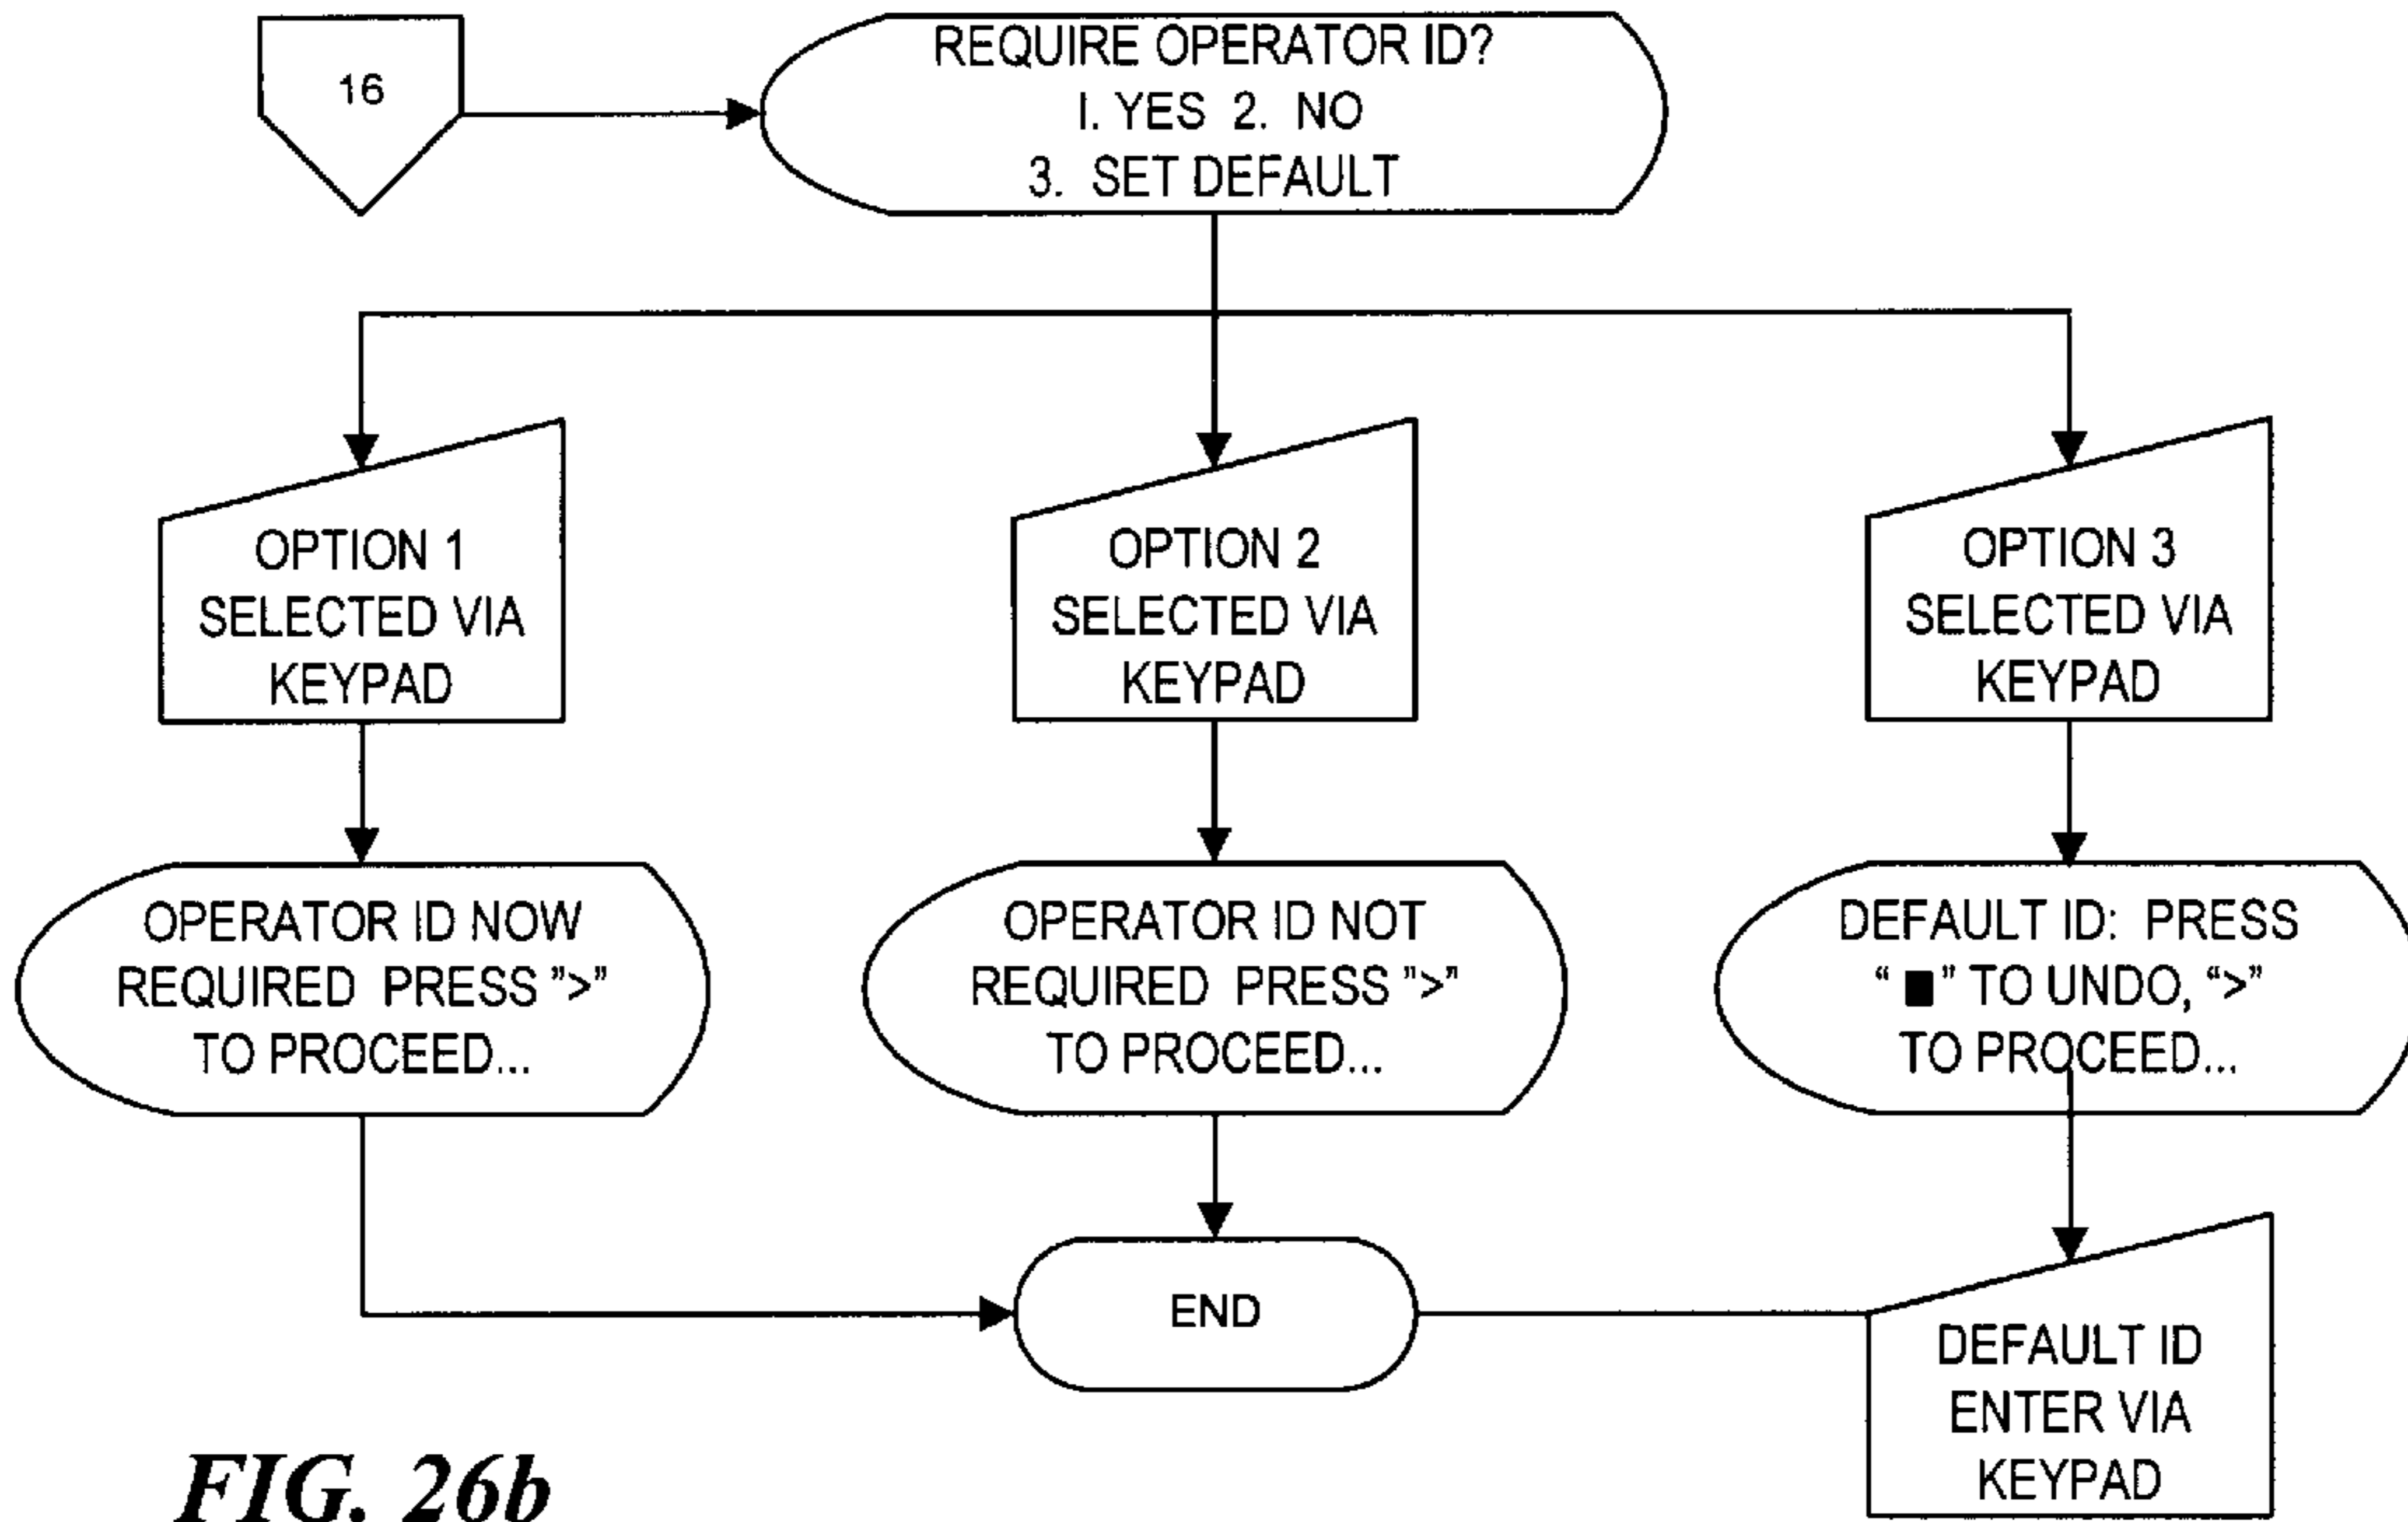 16
REQUIRE OPERATOR ID?
I. YES 2. NO
3. SET DEFAULT
OPTION 1
SELECTED VIA
KEYPAD
OPTION 2
SELECTED VIA
KEYPAD
OPTION 3
SELECTED VIA
KEYPAD
OPERATOR ID NOW
REQUIRED PRESS ”>”
TO PROCEED...
OPERATOR ID NOT
REQUIRED PRESS ”>”
TO PROCEED...
DEFAULT ID: PRESS
“ ■” TO UNDO, “>”
TO PROCEED...
END
DEFAULT ID
ENTER VIA
KEYPAD
FIG. 26b